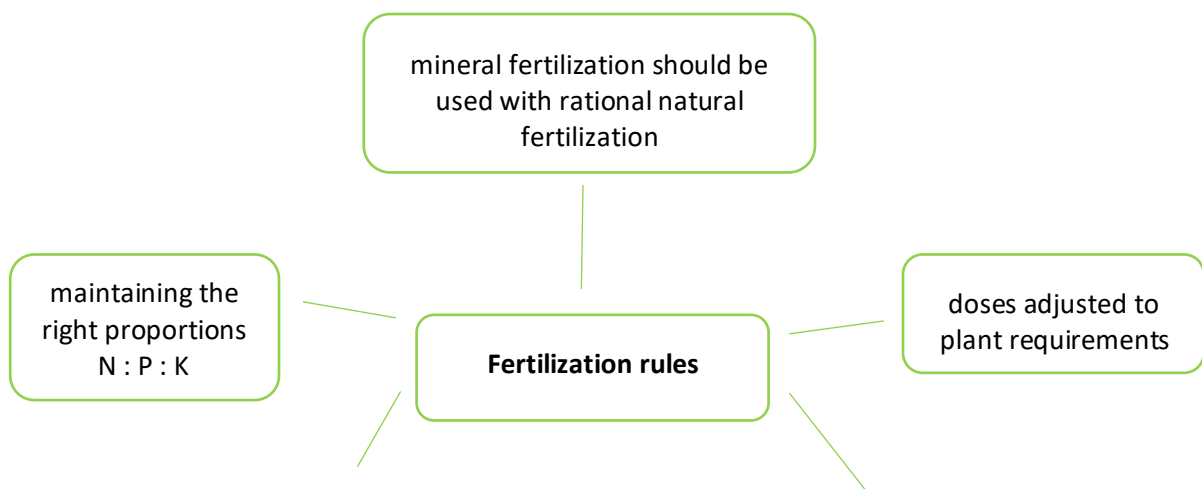 mineral fertilization should be
used with rational natural
fertilization
maintaining the
right proportions
N : P : K
Fertilization rules
doses adjusted to
plant requirements